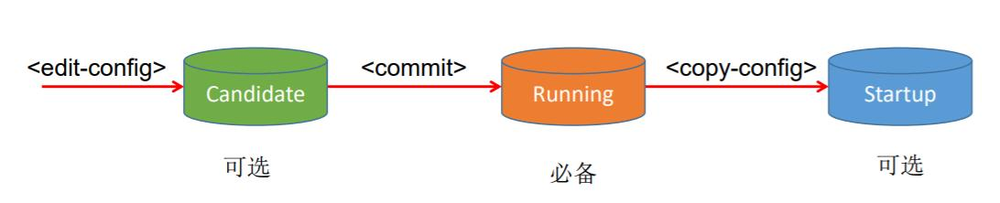 <edit-config>
Candidate
可选
<commit>
Running
必备
<copy-config>
Startup
可选